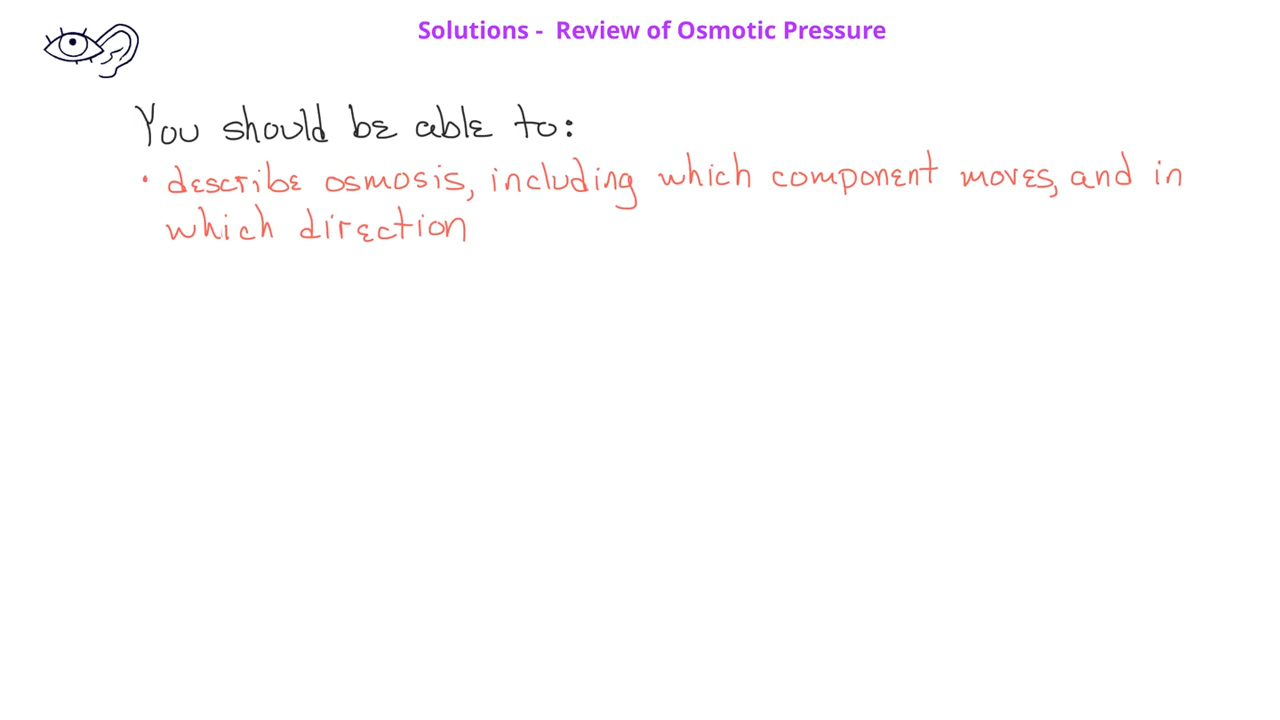 Solutions - Review of Osmotic Pressure
You should be able to:
• describe osmosis, including which component moves, and in
which direction